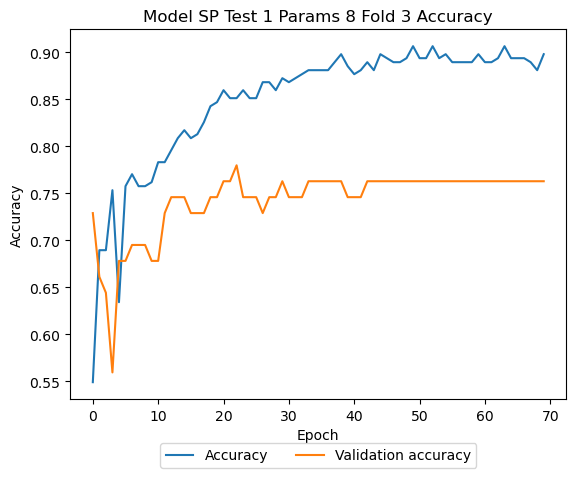 Model SP Test 1 Params 8 Fold 3 Accuracy
0.90
0.85
0.80
0.75
0.70
0.65
0.60
0.55
Accuracy
0 10 20 30 40 50 60 70
Epoch
Accuracy Validation accuracy